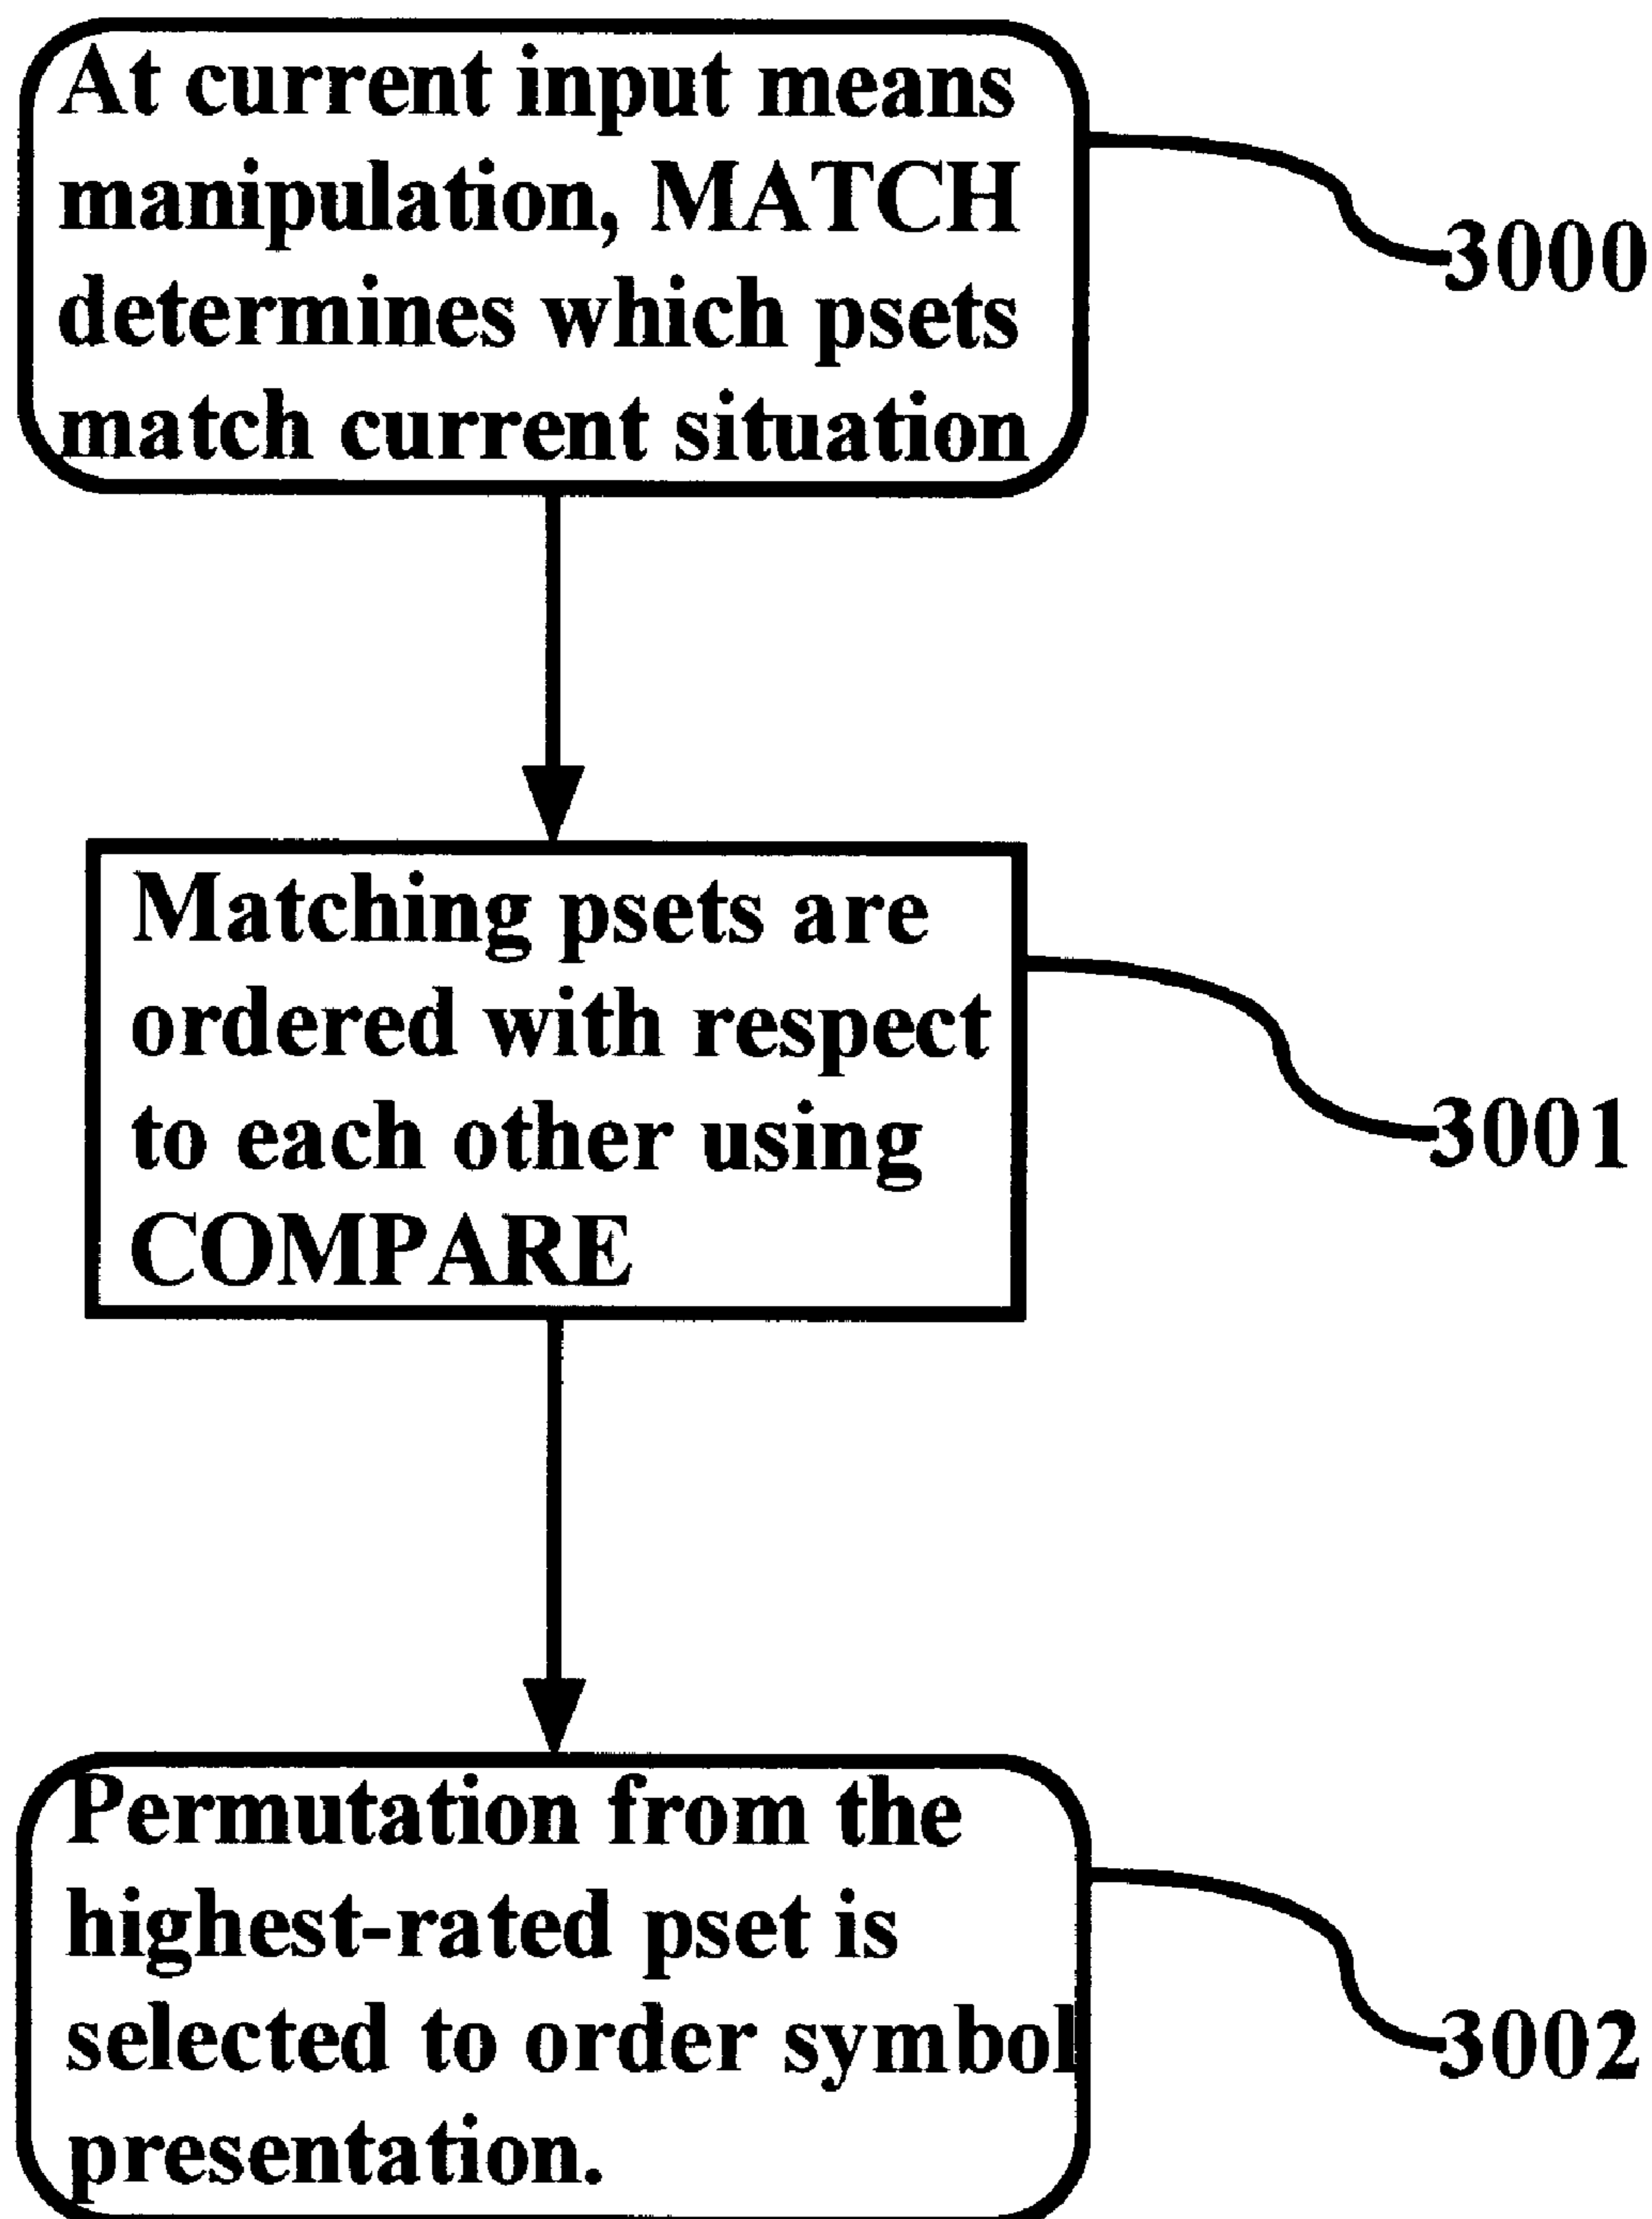 At current input means
manipulation, MATCH
determines which psets
match current situation
3000
Matching psets are
ordered with respect
to each other using
COMPARE
3001
Permutation from the
highest-rated pset is
selected to order symbol
presentation.
3002